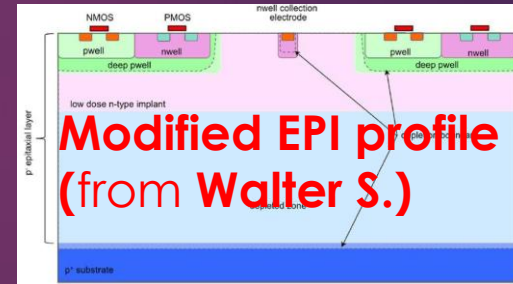 nwell collection
electrode
NMOS PMOS
pwell nwell pwell nwell
deep pwell deep pwell
low dose n-type implant
Modified EPI profile
(from Walter S.)
depleted zone
p⁻ epitaxial layer
p⁺ substrate